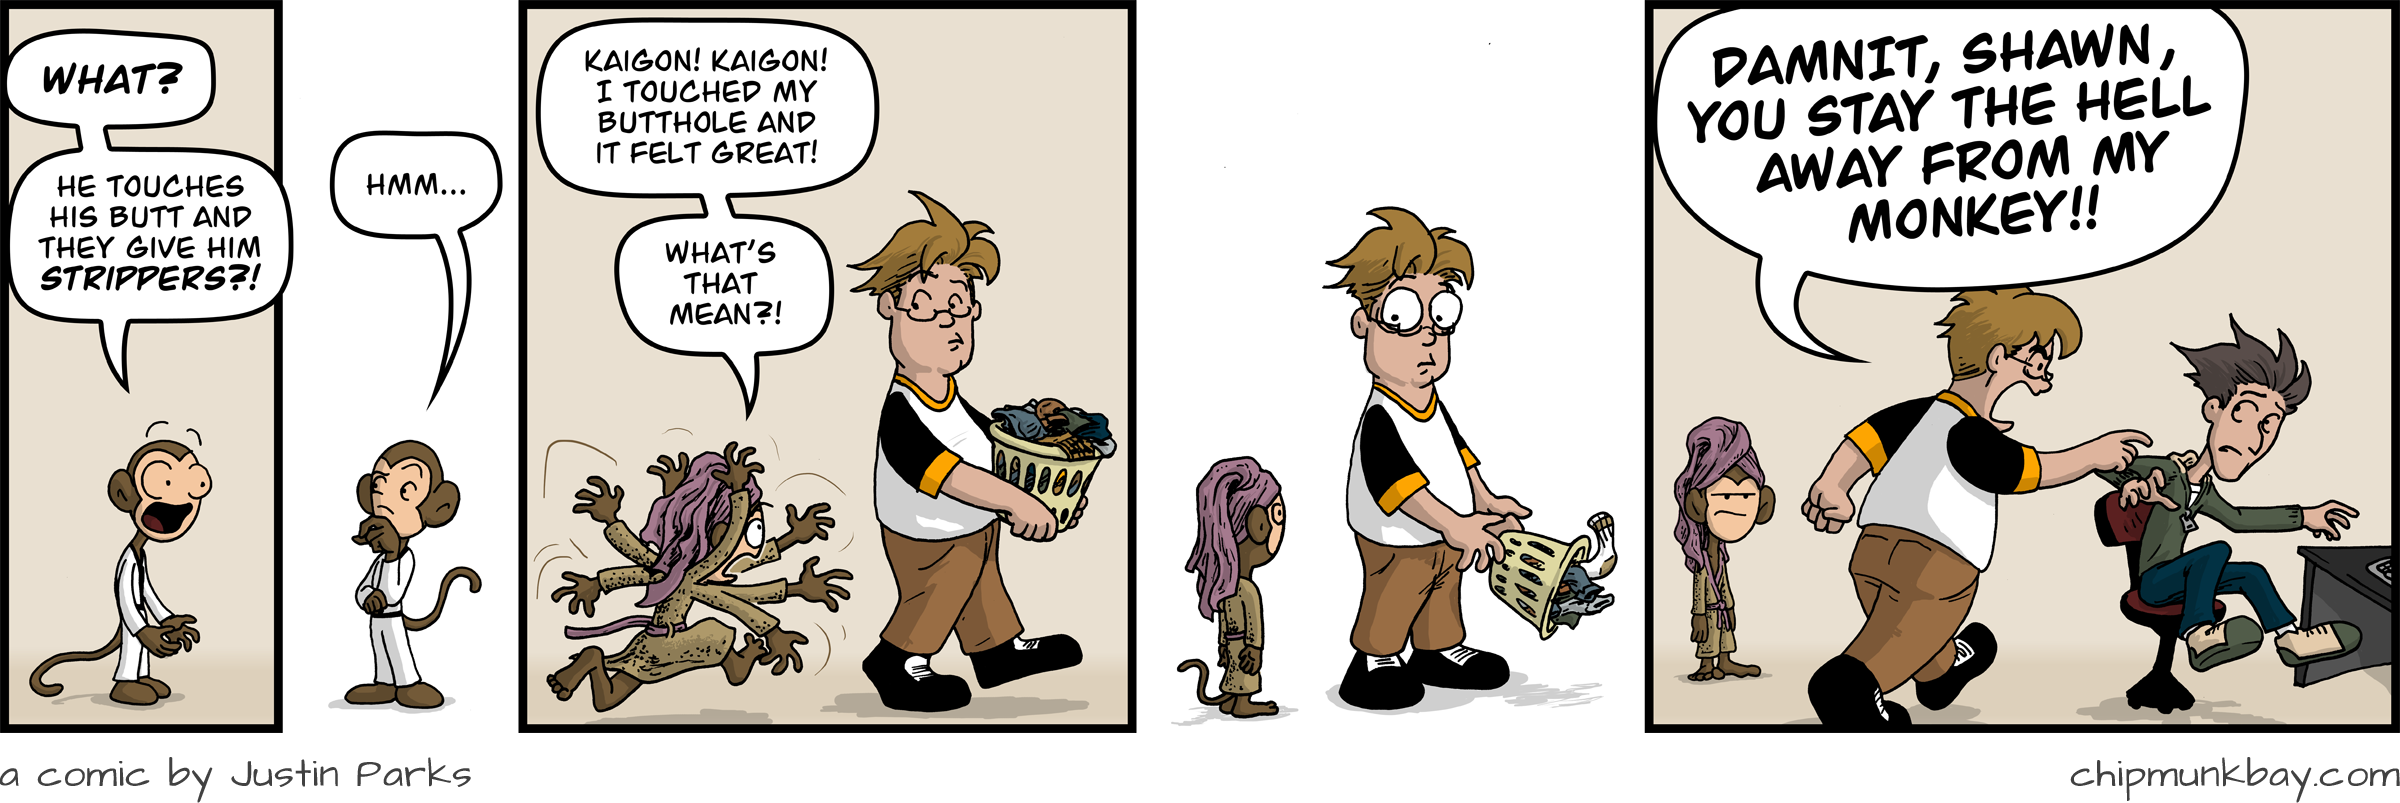 WHAT?
HE TOUCHES
HIS BUTT AND
THEY GIVE HIM
STRIPPERS?!
HMM...
KAIGON! KAIGON!
I TOUCHED MY
BUTTHOLE AND
IT FELT GREAT!
WHAT'S
THAT
MEAN?!
DAMNIT, SHAWN,
YOU STAY THE HELL
AWAY FROM MY
MONKEY!!
a comic by Justin Parks
chipmunkbay.com